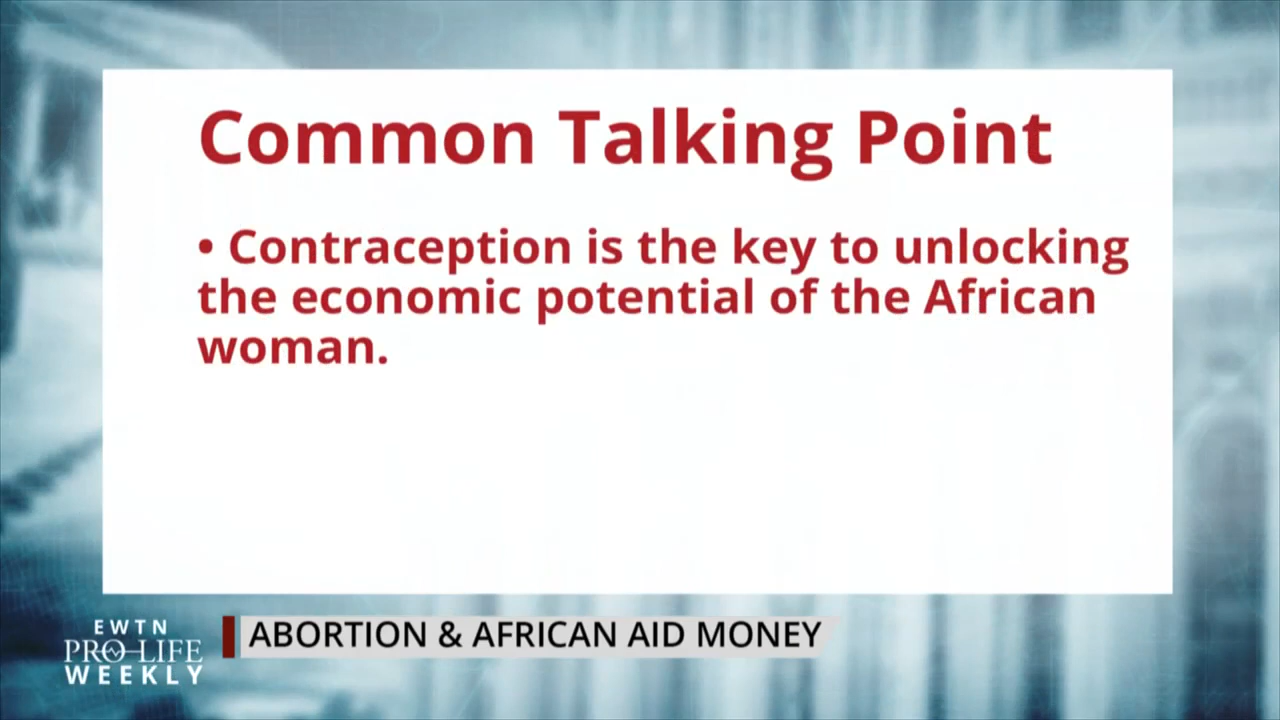 Common Talking Point
• Contraception is the key to unlocking
the economic potential of the African
woman.
EWTN
PRO-LIFE
WEEKLY
ABORTION & AFRICAN AID MONEY